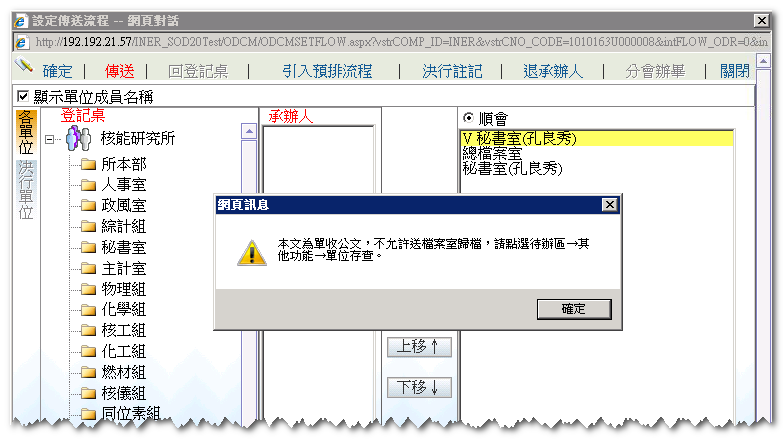 設定傳送流程 -- 網頁對話
http://192.192.21.57/INER_SOD20Test/ODCM/ODCMSETFLOW.aspx?vstrCOMP_ID=INER&vstrCNO_CODE=1010163U000008&intFLOW_ODR=0&in
確定 | 傳送 | 回登記桌 | 引入預排流程 | 決行註記 | 退承辦人 | 分會辦畢 | 關閉
顯示單位成員名稱
各單位
決行單位
登記桌
核能研究所
所本部
人事室
政風室
綜計組
秘書室
主計室
物理組
化學組
核工組
化工組
燃材組
核儀組
同位素組
承辦人
順會
V 秘書室(孔良秀)
總檔案室
秘書室(孔良秀)
網頁訊息
本文為單收公文，不允許送檔案室歸檔，請點選待辦區→其
他功能→單位存查。
確定
上移↑
下移↓